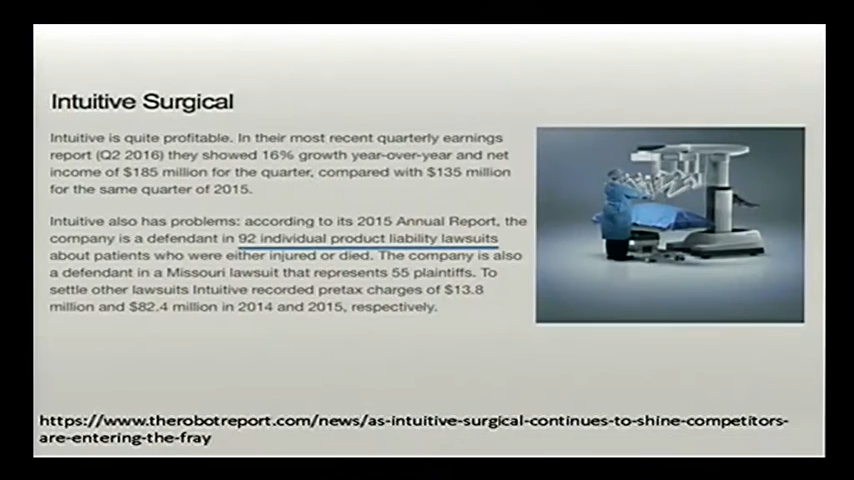 Intuitive Surgical
Intuitive is quite profitable. In their most recent quarterly earnings
report (Q2 2016) they showed 16% growth year-over-year and net
income of $185 million for the quarter, compared with $135 million
for the same quarter of 2015.
Intuitive also has problems: according to its 2015 Annual Report, the
company is a defendant in 92 individual product liability lawsuits
about patients who were either injured or died. The company is also
a defendant in a Missouri lawsuit that represents 55 plaintiffs. To
settle other lawsuits Intuitive recorded pretax charges of $13.8
million and $82.4 million in 2014 and 2015, respectively.
https://www.therobotreport.com/news/as-intuitive-surgical-continues-to-shine-competitors-
are-entering-the-fray